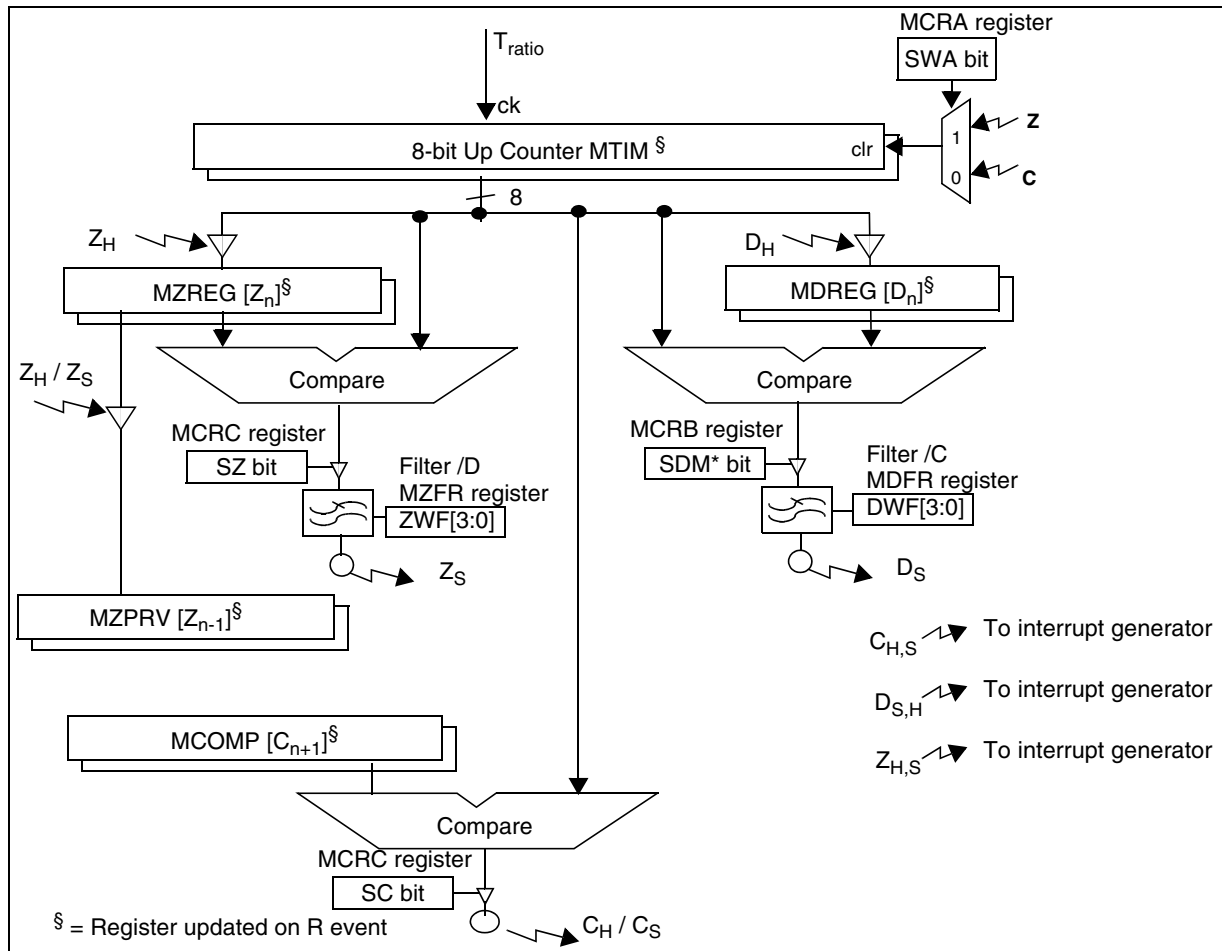 MCRA register
SWA bit
T_ratio
ck
Z
1
8-bit Up Counter MTIM §
clr
0
C
8
Z_H
D_H
MZREG [Z_n]§
MDREG [D_n]§
Z_H / Z_S
Compare
Compare
MCRC register
MCRB register
SZ bit
Filter /D
SDM* bit
Filter /C
MZFR register
MDFR register
ZWF[3:0]
DWF[3:0]
Z_S
D_S
MZPRV [Z_n-1]§
C_H,S To interrupt generator
D_S,H To interrupt generator
MCOMP [C_n+1]§
Z_H,S To interrupt generator
Compare
MCRC register
SC bit
§ = Register updated on R event
C_H / C_S